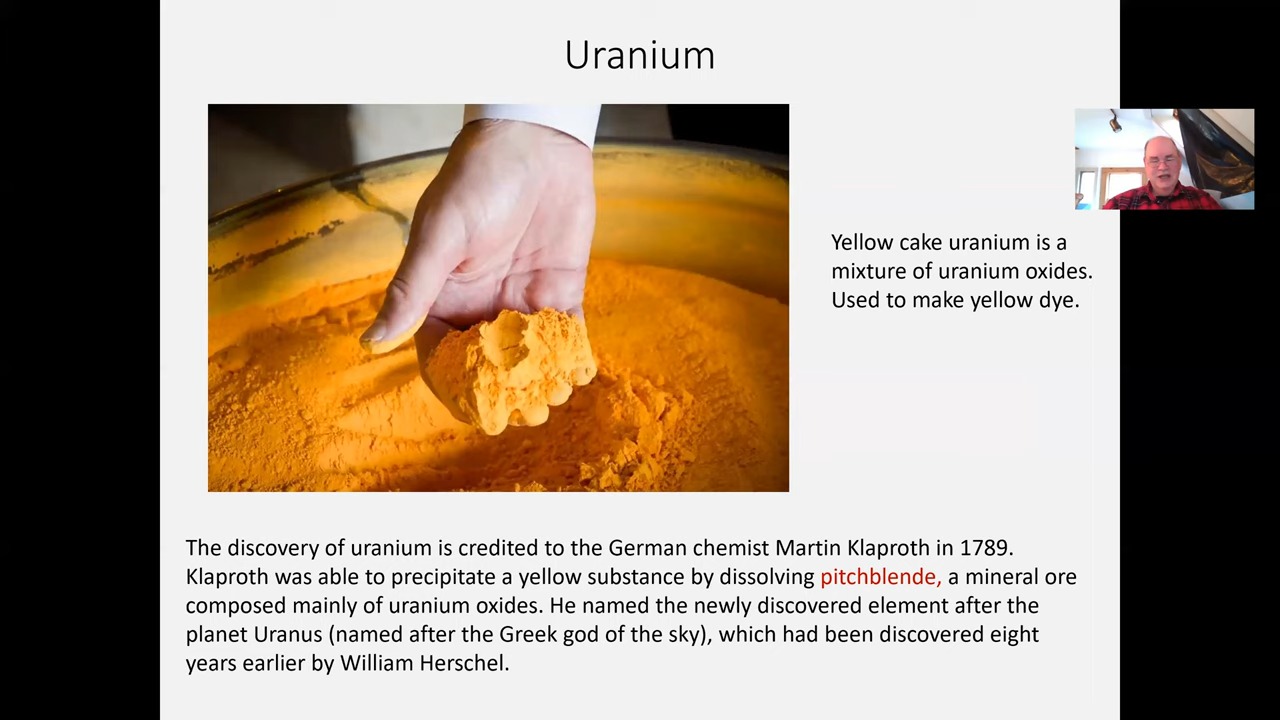 Uranium
Yellow cake uranium is a
mixture of uranium oxides.
Used to make yellow dye.
The discovery of uranium is credited to the German chemist Martin Klaproth in 1789.
Klaproth was able to precipitate a yellow substance by dissolving pitchblende, a mineral ore
composed mainly of uranium oxides. He named the newly discovered element after the
planet Uranus (named after the Greek god of the sky), which had been discovered eight
years earlier by William Herschel.